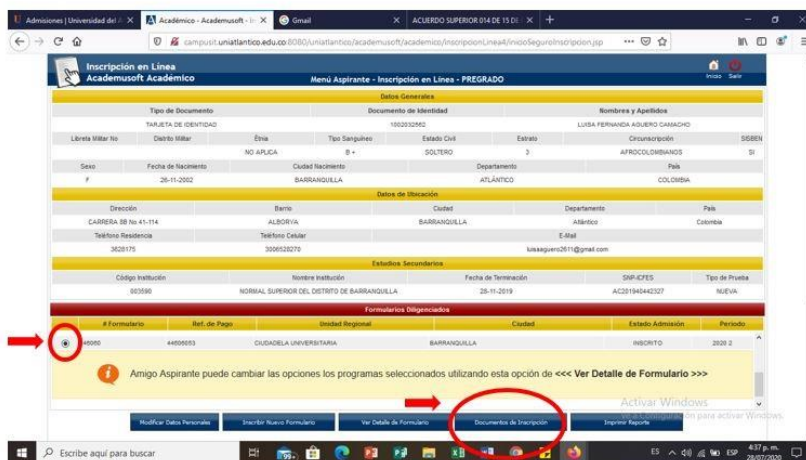 Admisiones | Universidad del A
Académico - Academusoft - In
Gmail
ACUERDO SUPERIOR 014 DE 15 DE
campusit.uniatlantico.edu.co:8080/uniatlantico/academusoft/academico/inscripcionLinea4/inicioSeguroInscripcion.jsp
Inscripción en Línea
Academusoft Académico
Menú Aspirante - Inscripción en Línea - PREGRADO
Inicio Salir
Datos Generales
Tipo de Documento Documento de Identidad Nombres y Apellidos
TARJETA DE IDENTIDAD 1002032562 LUISA FERNANDA AGUERO CAMACHO
Libreta Militar No Distrito Militar Étnia Tipo Sanguíneo Estado Civil Estrato Circunscripción SISBEN
NO APLICA B + SOLTERO 3 AFROCOLOMBIANOS SI
Sexo Fecha de Nacimiento Ciudad Nacimiento Departamento País
F 26-11-2002 BARRANQUILLA ATLÁNTICO COLOMBIA
Datos de Ubicación
Dirección Barrio Ciudad Departamento País
CARRERA 8B No 41-114 ALBORYA BARRANQUILLA Atlántico Colombia
Teléfono Residencia Teléfono Celular E-Mail
3628175 3006528270 luisaaguero2611@gmail.com
Estudios Secundarios
Código Institución Nombre Institución Fecha de Terminación SNP-ICFES Tipo de Prueba
003590 NORMAL SUPERIOR DEL DISTRITO DE BARRANQUILLA 28-11-2019 AC201940442327 NUEVA
Formularios Diligenciados
# Formulario Ref. de Pago Unidad Regional Ciudad Estado Admisión Periodo
46060 44606053 CIUDADELA UNIVERSITARIA BARRANQUILLA INSCRITO 2020 2
Amigo Aspirante puede cambiar las opciones los programas seleccionados utilizando esta opción de <<< Ver Detalle de Formulario >>>
Activar Windows
Ve a Configuración para activar Windows.
Modificar Datos Personales Inscribir Nuevo Formulario Ver Detalle de Formulario Documentos de Inscripción Imprimir Reporte
Escribe aquí para buscar
99+
ES ESP
4:37 p. m.
28/07/2020